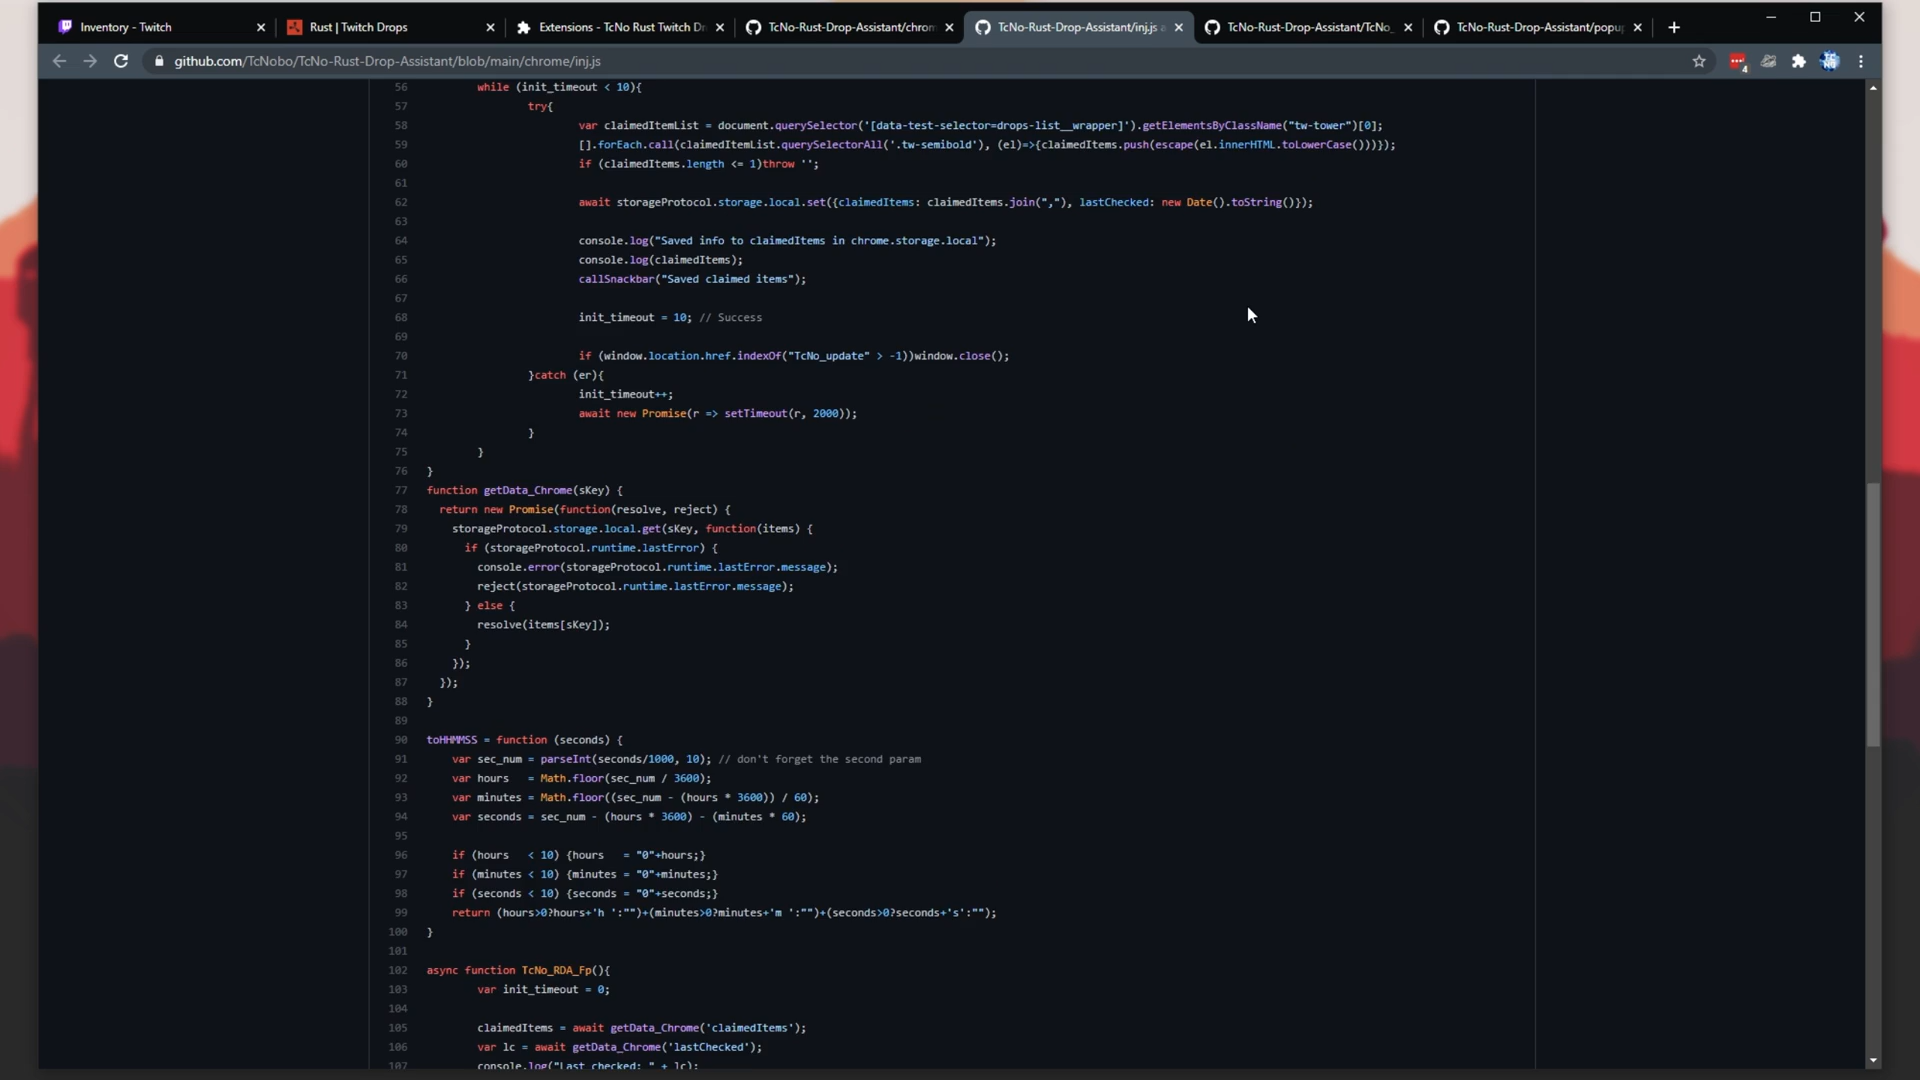 Inventory - Twitch
Rust | Twitch Drops
Extensions - TcNo Rust Twitch Dr
TcNo-Rust-Drop-Assistant/chrom
TcNo-Rust-Drop-Assistant/inj.js a
TcNo-Rust-Drop-Assistant/TcNo_
TcNo-Rust-Drop-Assistant/popup
github.com/TcNobo/TcNo-Rust-Drop-Assistant/blob/main/chrome/inj.js
4
56 while (init_timeout < 10){
57 try{
58 var claimedItemList = document.querySelector('[data-test-selector=drops-list__wrapper]').getElementsByClassName("tw-tower")[0];
59 [].forEach.call(claimedItemList.querySelectorAll('.tw-semibold'), (el)=>{claimedItems.push(escape(el.innerHTML.toLowerCase()))});
60 if (claimedItems.length <= 1)throw '';
61
62 await storageProtocol.storage.local.set({claimedItems: claimedItems.join(","), lastChecked: new Date().toString()});
63
64 console.log("Saved info to claimedItems in chrome.storage.local");
65 console.log(claimedItems);
66 callSnackbar("Saved claimed items");
67
68 init_timeout = 10; // Success
69
70 if (window.location.href.indexOf("TcNo_update" > -1))window.close();
71 }catch (er){
72 init_timeout++;
73 await new Promise(r => setTimeout(r, 2000));
74 }
75 }
76 }
77 function getData_Chrome(sKey) {
78 return new Promise(function(resolve, reject) {
79 storageProtocol.storage.local.get(sKey, function(items) {
80 if (storageProtocol.runtime.lastError) {
81 console.error(storageProtocol.runtime.lastError.message);
82 reject(storageProtocol.runtime.lastError.message);
83 } else {
84 resolve(items[sKey]);
85 }
86 });
87 });
88 }
89
90 toHHMMSS = function (seconds) {
91 var sec_num = parseInt(seconds/1000, 10); // don't forget the second param
92 var hours = Math.floor(sec_num / 3600);
93 var minutes = Math.floor((sec_num - (hours * 3600)) / 60);
94 var seconds = sec_num - (hours * 3600) - (minutes * 60);
95
96 if (hours < 10) {hours = "0"+hours;}
97 if (minutes < 10) {minutes = "0"+minutes;}
98 if (seconds < 10) {seconds = "0"+seconds;}
99 return (hours>0?hours+'h ':"")+(minutes>0?minutes+'m ':"")+(seconds>0?seconds+'s':"");
100 }
101
102 async function TcNo_RDA_Fp(){
103 var init_timeout = 0;
104
105 claimedItems = await getData_Chrome('claimedItems');
106 var lc = await getData_Chrome('lastChecked');
107 console.log("Last checked: " + lc);